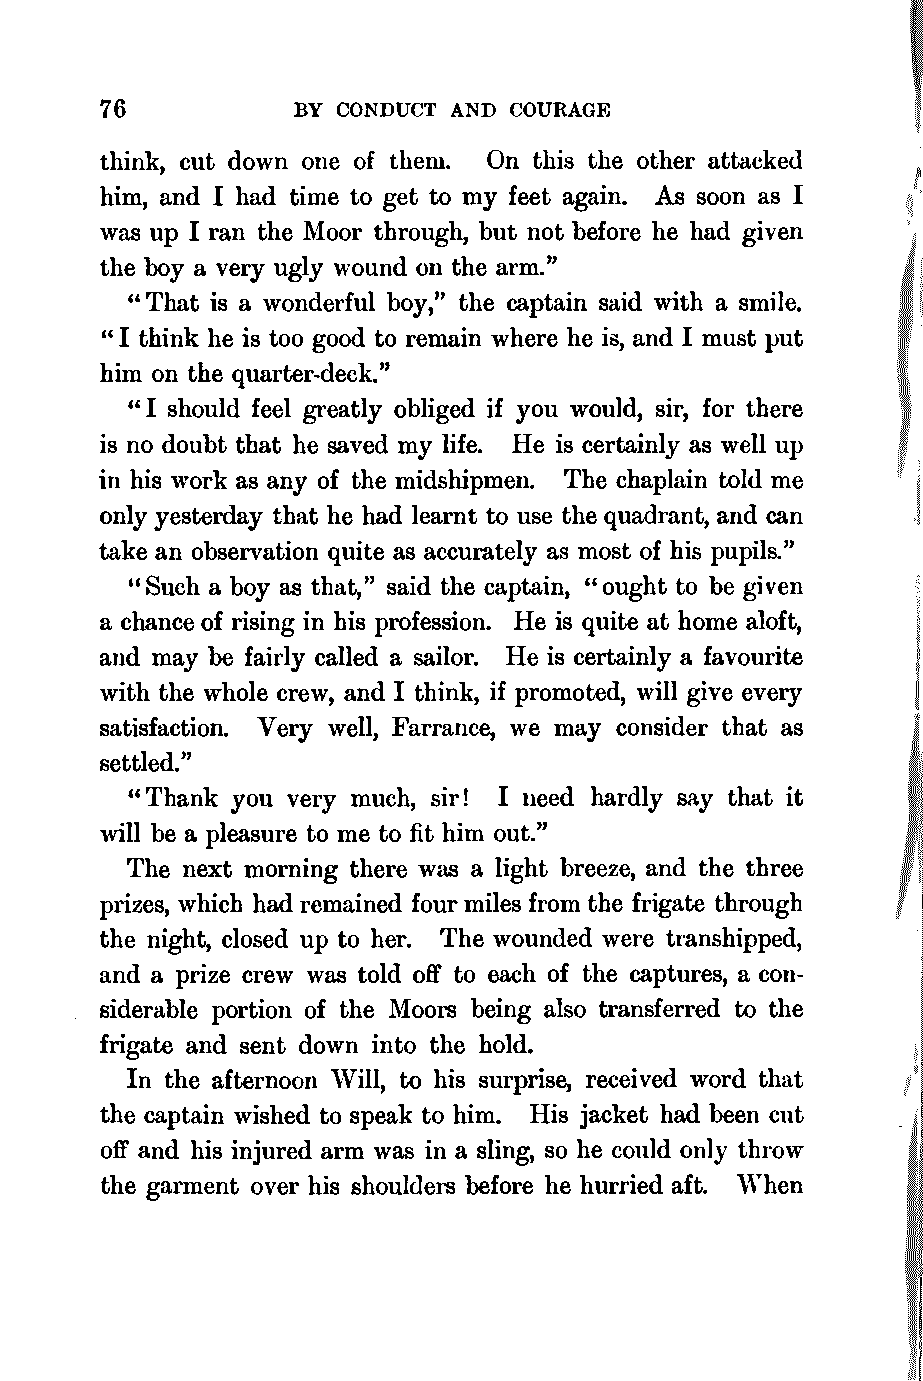 76 BY CONDUCT AND COURAGE
think, cut down one of them. On this the other attacked
him, and I had time to get to my feet again. As soon as I
was up I ran the Moor through, but not before he had given
the boy a very ugly wound on the arm.”
“That is a wonderful boy,” the captain said with a smile.
“I think he is too good to remain where he is, and I must put
him on the quarter-deck.”
“I should feel greatly obliged if you would, sir, for there
is no doubt that he saved my life. He is certainly as well up
in his work as any of the midshipmen. The chaplain told me
only yesterday that he had learnt to use the quadrant, and can
take an observation quite as accurately as most of his pupils.”
“Such a boy as that,” said the captain, “ought to be given
a chance of rising in his profession. He is quite at home aloft,
and may be fairly called a sailor. He is certainly a favourite
with the whole crew, and I think, if promoted, will give every
satisfaction. Very well, Farrance, we may consider that as
settled.”
“Thank you very much, sir! I need hardly say that it
will be a pleasure to me to fit him out.”
The next morning there was a light breeze, and the three
prizes, which had remained four miles from the frigate through
the night, closed up to her. The wounded were transhipped,
and a prize crew was told off to each of the captures, a con-
siderable portion of the Moors being also transferred to the
frigate and sent down into the hold.
In the afternoon Will, to his surprise, received word that
the captain wished to speak to him. His jacket had been cut
off and his injured arm was in a sling, so he could only throw
the garment over his shoulders before he hurried aft. When